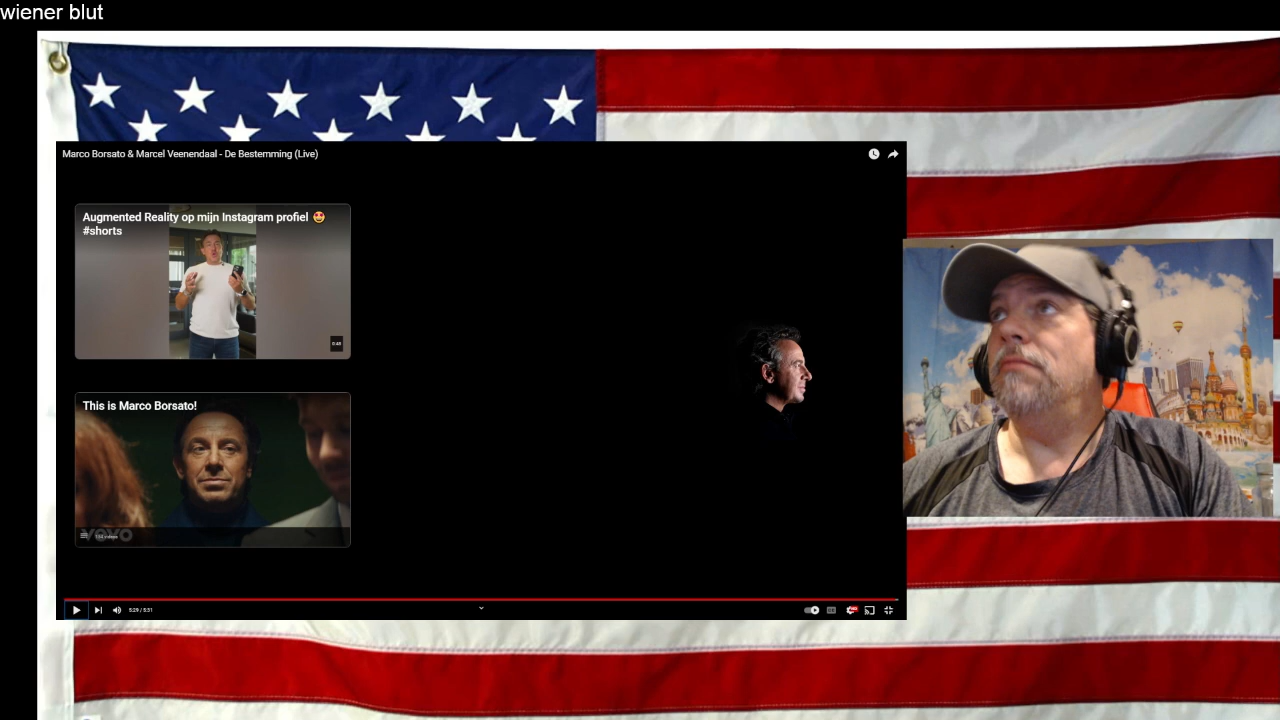 wiener blut
Marco Borsato & Marcel Veenendaal - De Bestemming (Live)
Augmented Reality op mijn Instagram profiel 🤩
#shorts
0:48
This is Marco Borsato!
vevo
5:29 / 5:31